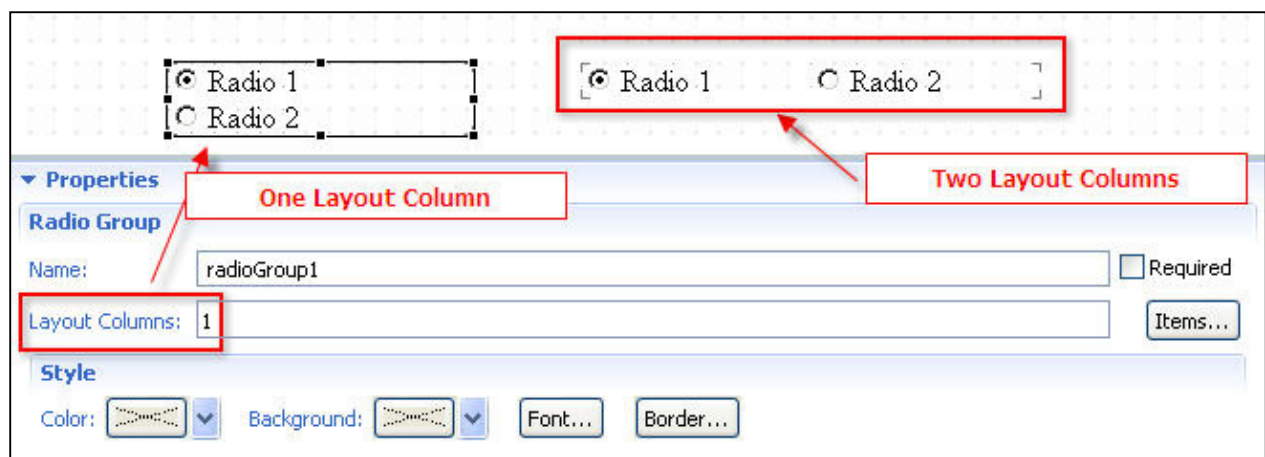 Radio 1
Radio 2
Radio 1 Radio 2
Properties
One Layout Column
Two Layout Columns
Radio Group
Name: radioGroup1 Required
Layout Columns: 1 Items...
Style
Color: Background: Font... Border...